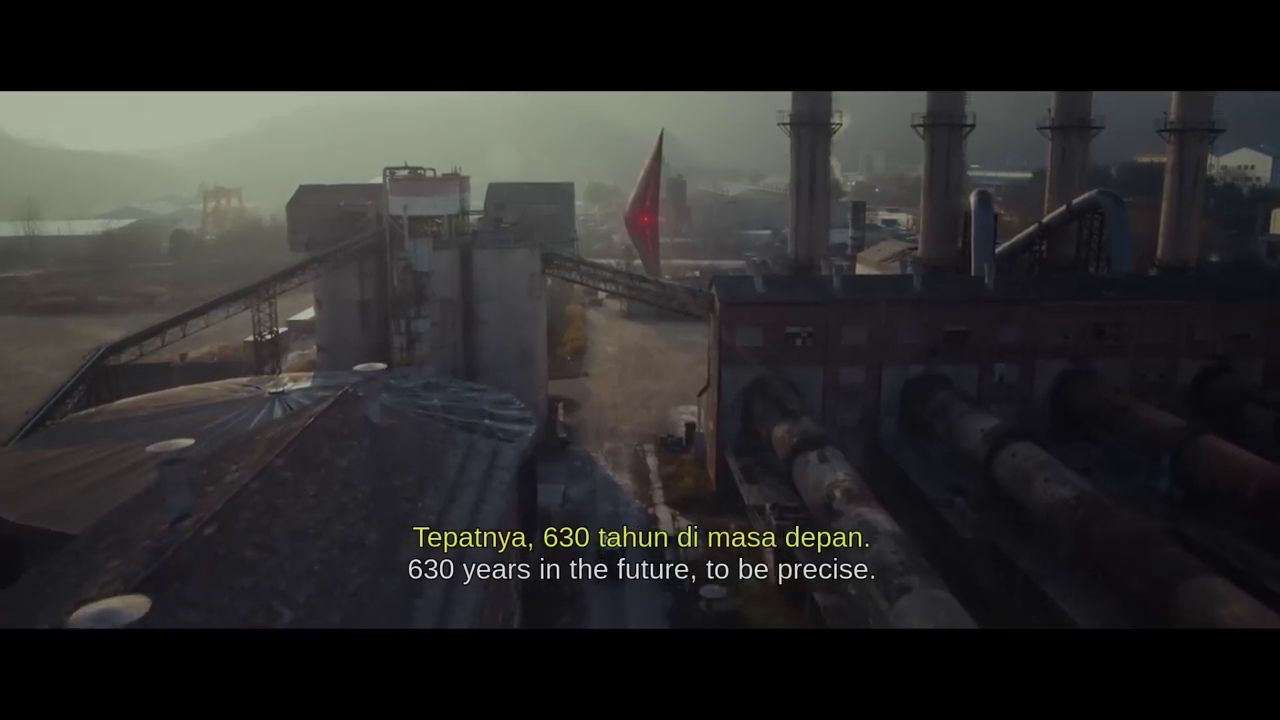 Tepatnya, 630 tahun di masa depan.
630 years in the future, to be precise.